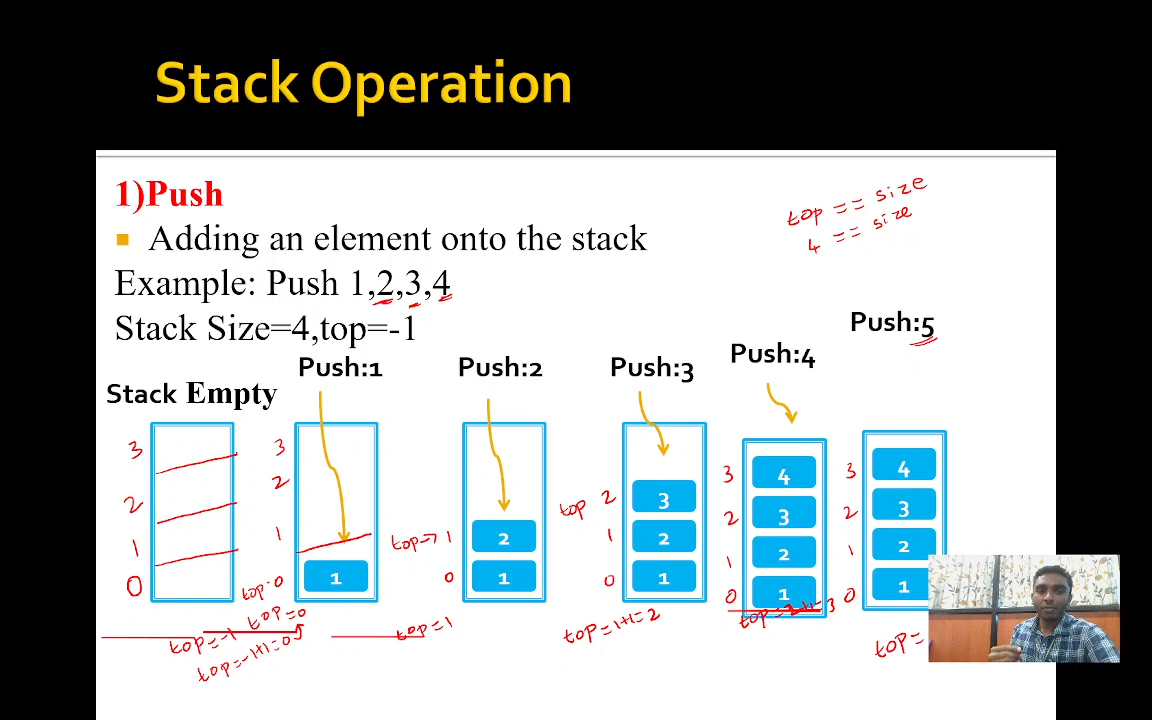 Stack Operation
1)Push
Adding an element onto the stack
Example: Push 1,2,3,4
Stack Size=4,top=-1
top == size
4 == size
Stack Empty
Push:1
Push:2
Push:3
Push:4
Push:5
3
2
1
0
top=-1
top=-1+1=0
3
2
1
top 0
1
top=0
top→ 1
0
2
1
top=1
top 2
1
0
3
2
1
top=1+1=2
3
2
1
0
4
3
2
1
top=2+1=3
3
2
1
0
4
3
2
1
top=